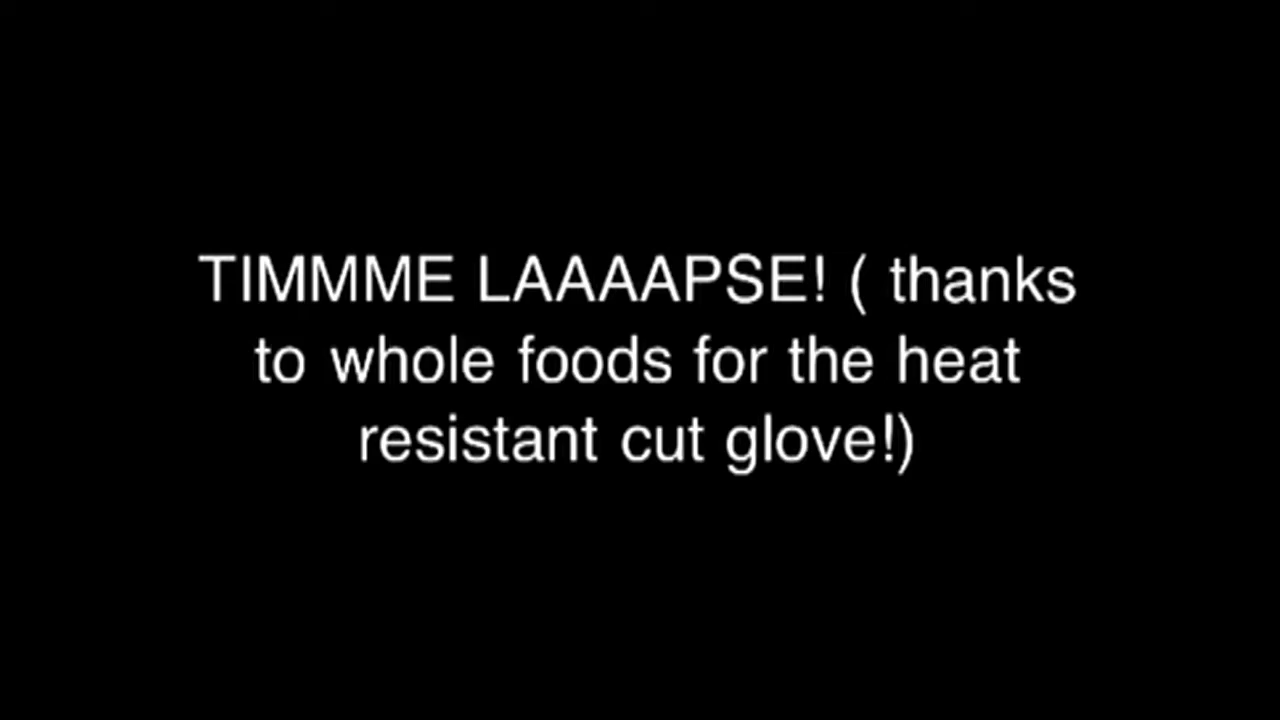 TIMMME LAAAAPSE! ( thanks
to whole foods for the heat
resistant cut glove!)